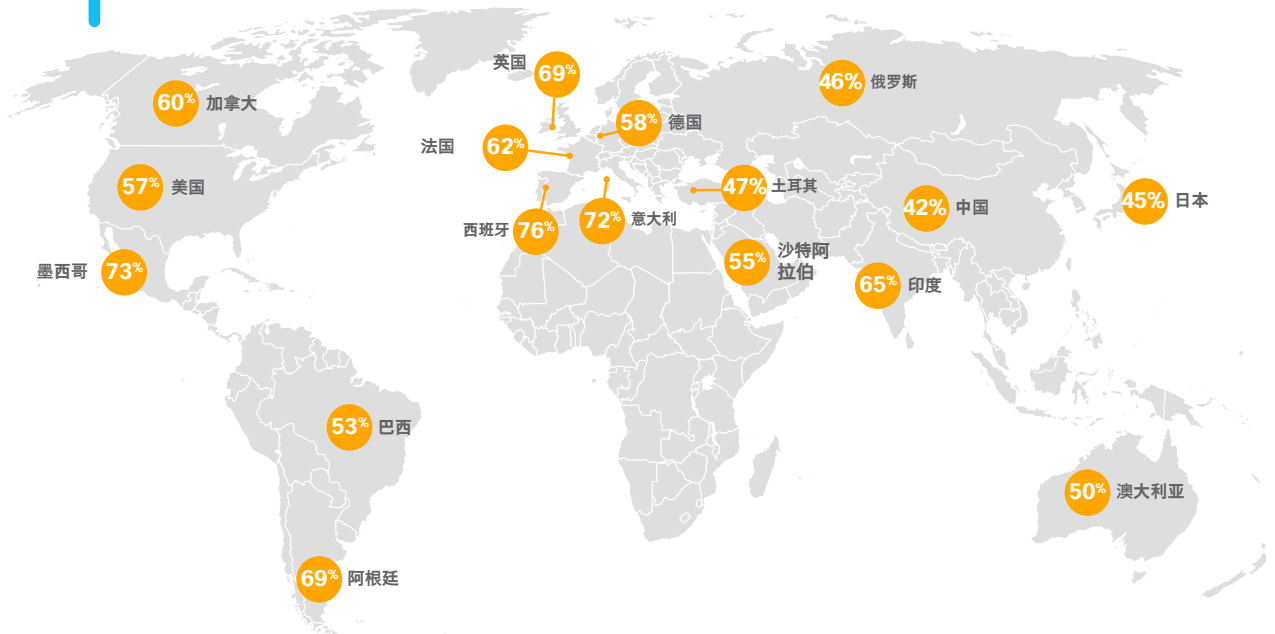 英国
69%
46% 俄罗斯
60% 加拿大
58% 德国
法国
62%
57% 美国
47% 土耳其
42% 中国
45% 日本
西班牙
76%
72% 意大利
墨西哥
73%
55%
沙特阿
拉伯
65% 印度
53% 巴西
50% 澳大利亚
69% 阿根廷